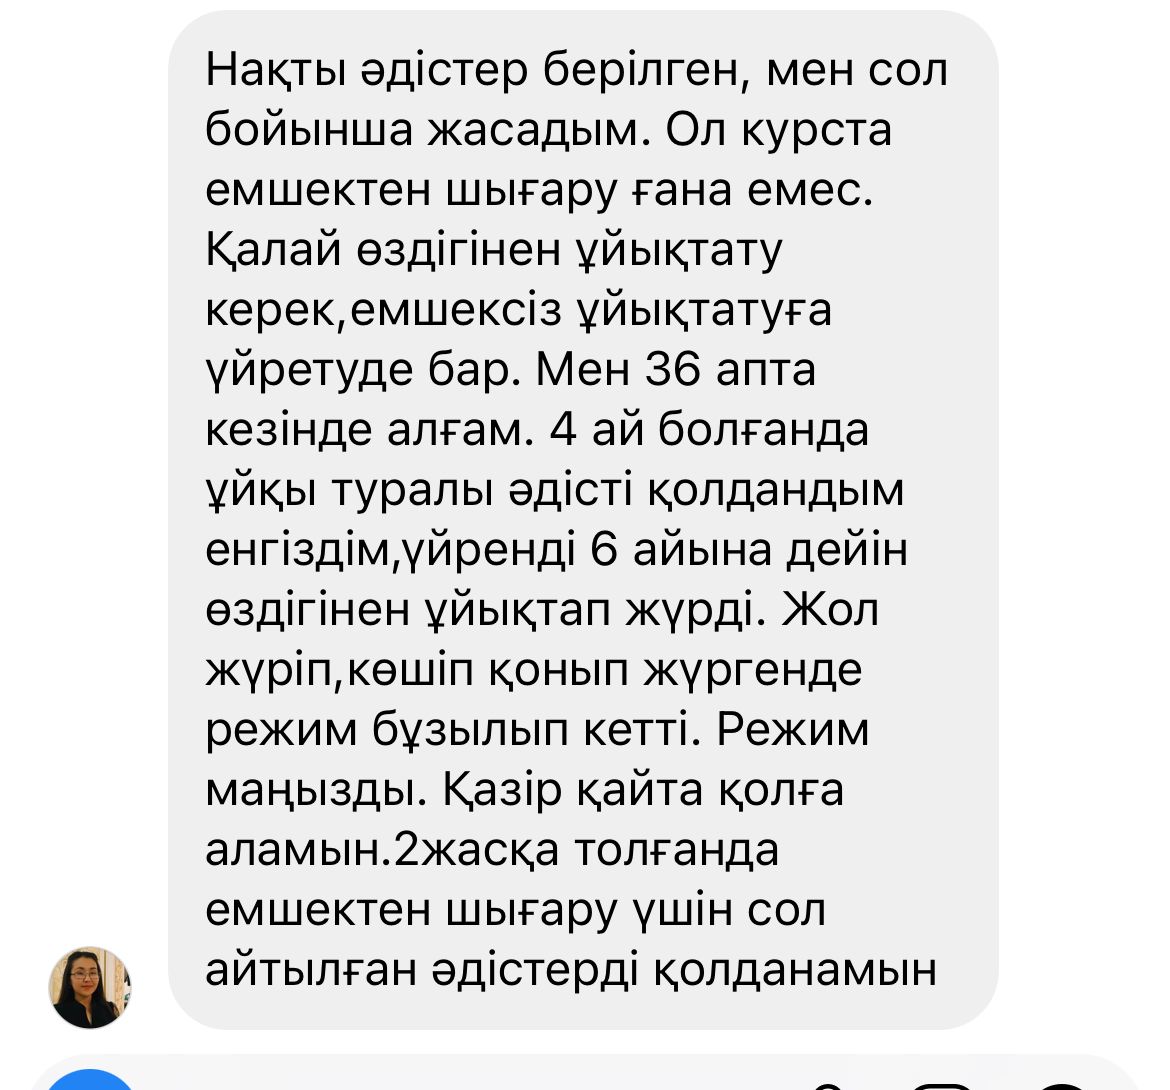 Нақты әдістер берілген, мен сол
бойынша жасадым. Ол курста
емшектен шығару ғана емес.
Қалай өздігінен ұйықтату
керек,емшексіз ұйықтатуға
үйретуде бар. Мен 36 апта
кезінде алғам. 4 ай болғанда
ұйқы туралы әдісті қолдандым
енгіздім,үйренді 6 айына дейін
өздігінен ұйықтап жүрді. Жол
жүріп,көшіп қонып жүргенде
режим бұзылып кетті. Режим
маңызды. Қазір қайта қолға
аламын.2жасқа толғанда
емшектен шығару үшін сол
айтылған әдістерді қолданамын